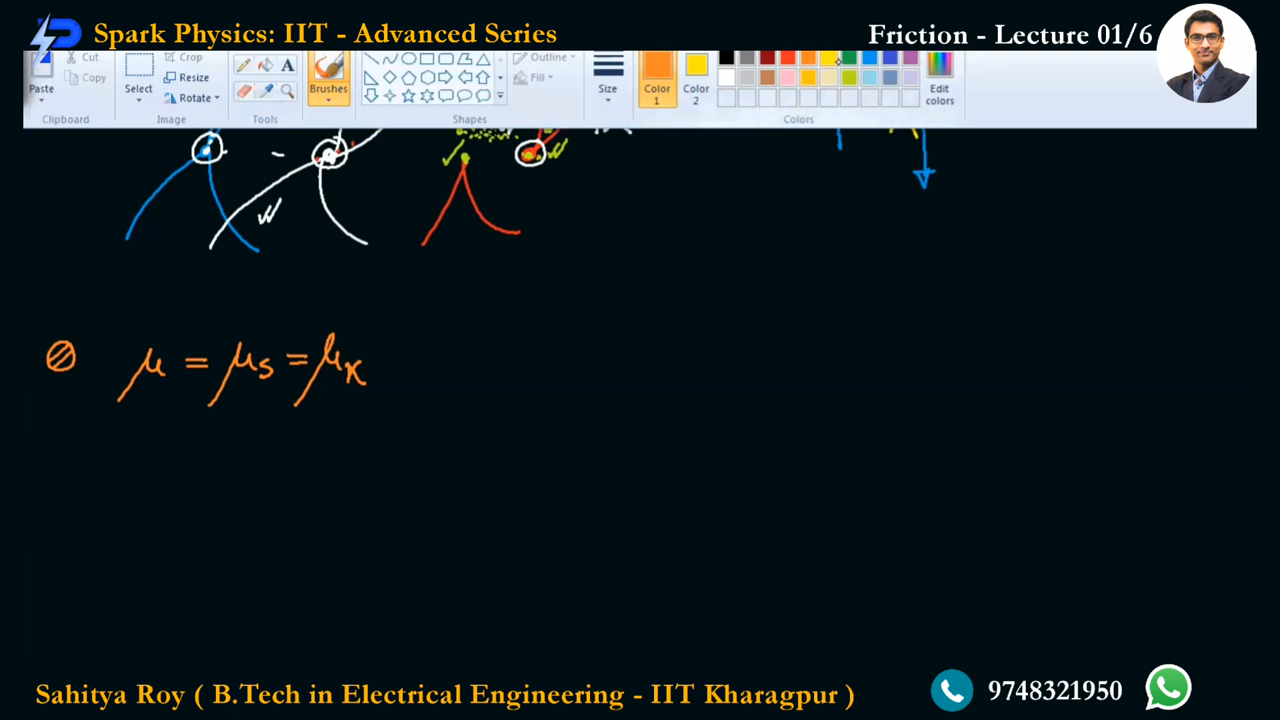 Spark Physics: IIT - Advanced Series
Friction - Lecture 01/6
Paste
Cut
Copy
Clipboard
Select
Crop
Resize
Rotate
Image
A
Tools
Brushes
Outline
Fill
Shapes
Size
Color 1
Color 2
Edit colors
Colors
μ = μs = μk
Sahitya Roy ( B.Tech in Electrical Engineering - IIT Kharagpur )
9748321950